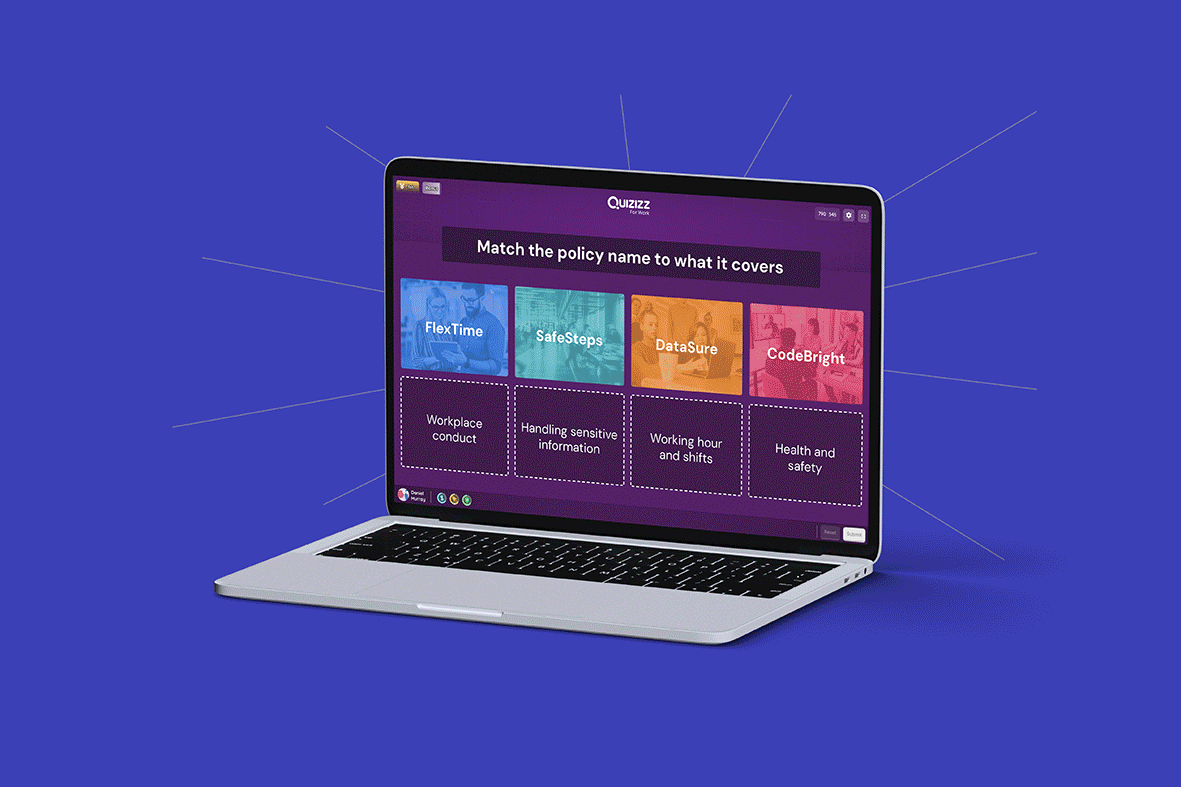 QUIZIZZ
For Work
Match the policy name to what it covers
FlexTime
SafeSteps
DataSure
CodeBright
Workplace
conduct
Handling sensitive
information
Working hour
and shifts
Health and
safety
Daniel
Murray
Reset
Submit